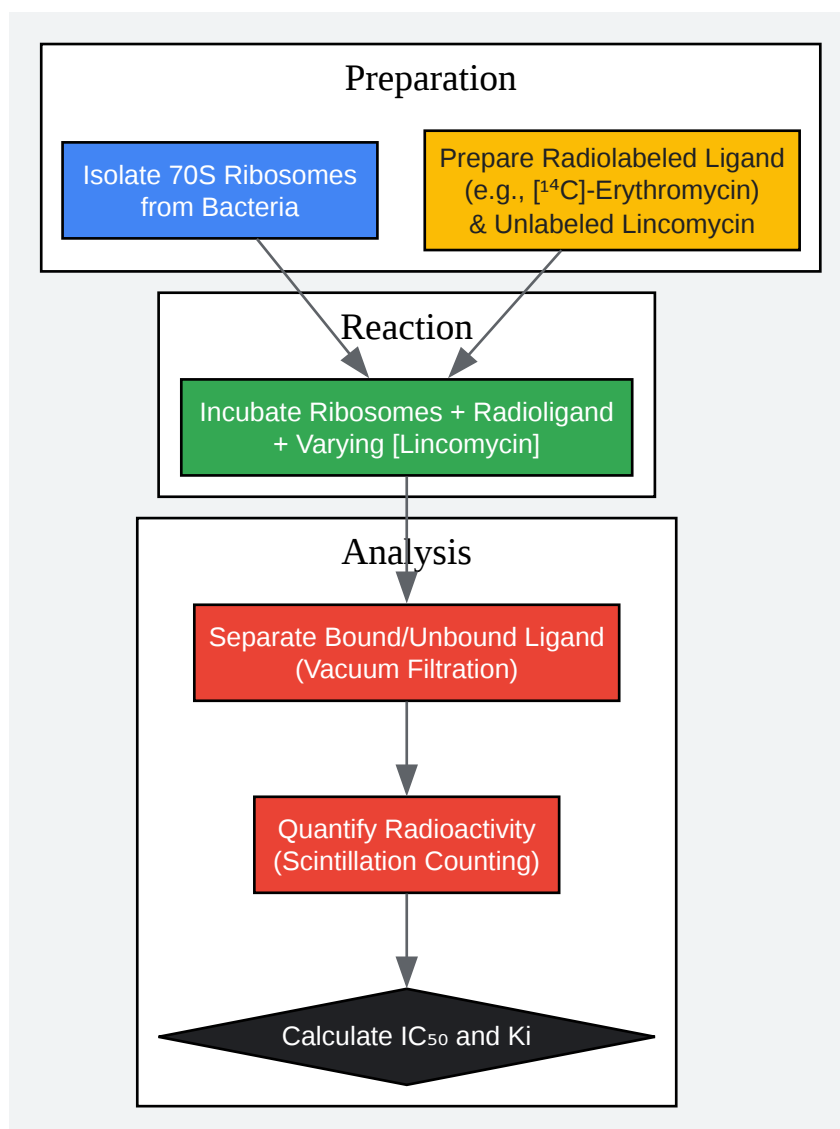 Preparation
Isolate 70S Ribosomes
from Bacteria
Prepare Radiolabeled Ligand
(e.g., [¹⁴C]-Erythromycin)
& Unlabeled Lincomycin
Reaction
Incubate Ribosomes + Radioligand
+ Varying [Lincomycin]
Analysis
Separate Bound/Unbound Ligand
(Vacuum Filtration)
Quantify Radioactivity
(Scintillation Counting)
Calculate IC₅₀ and Ki